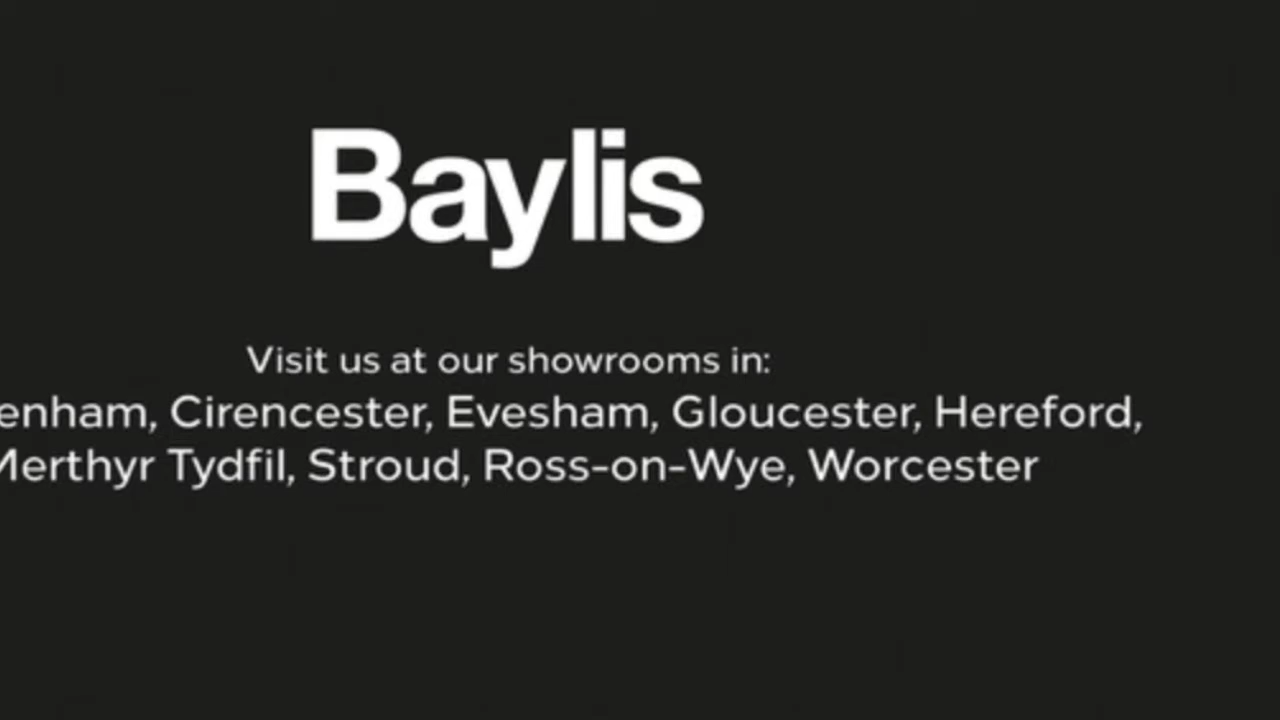 Baylis
Visit us at our showrooms in:
enham, Cirencester, Evesham, Gloucester, Hereford,
Merthyr Tydfil, Stroud, Ross-on-Wye, Worcester